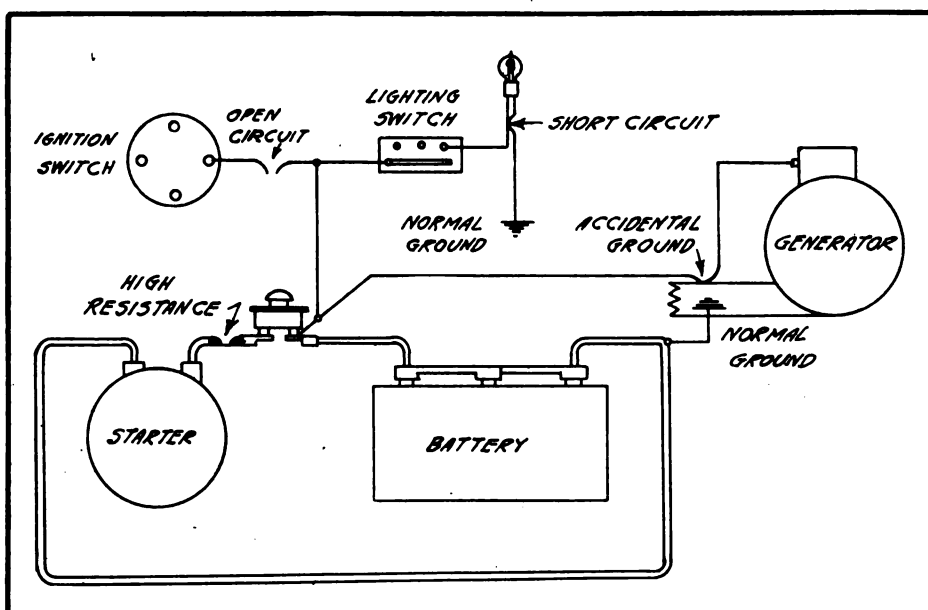 IGNITION
SWITCH
OPEN
CIRCUIT
LIGHTING
SWITCH
SHORT CIRCUIT
NORMAL
GROUND
ACCIDENTAL
GROUND
GENERATOR
HIGH
RESISTANCE
NORMAL
GROUND
STARTER
BATTERY